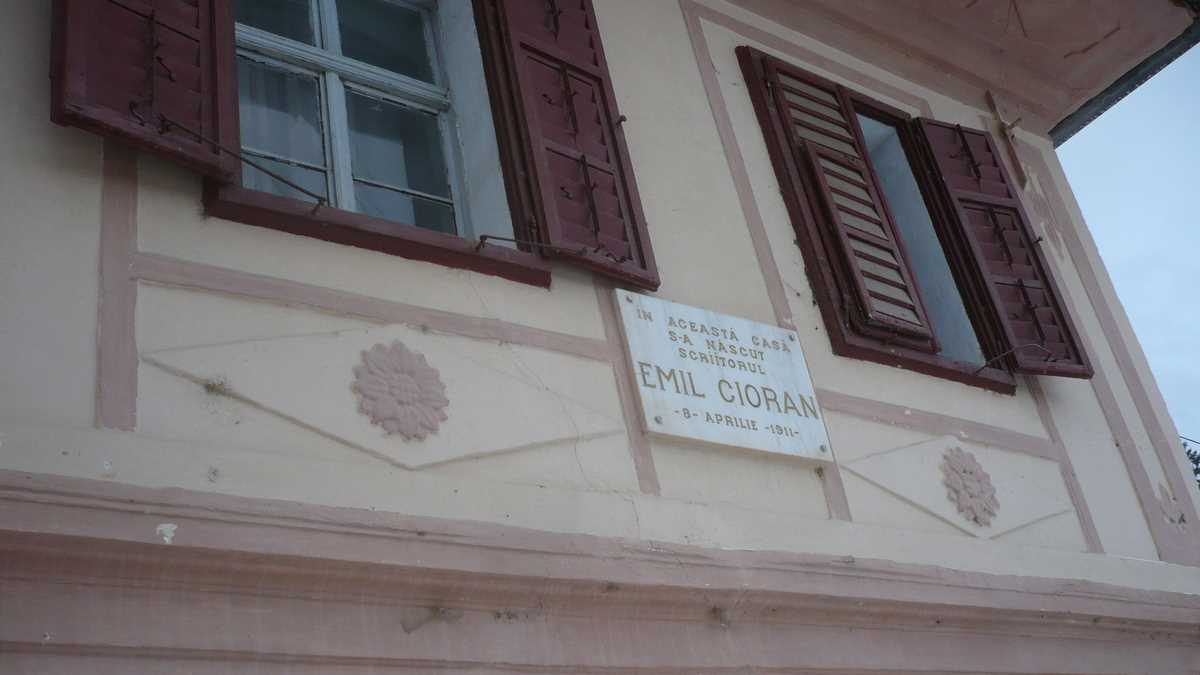 IN ACEASTĂ CASĂ
S-A NĂSCUT
SCRIITORUL
EMIL CIORAN
-8- APRILIE -1911-